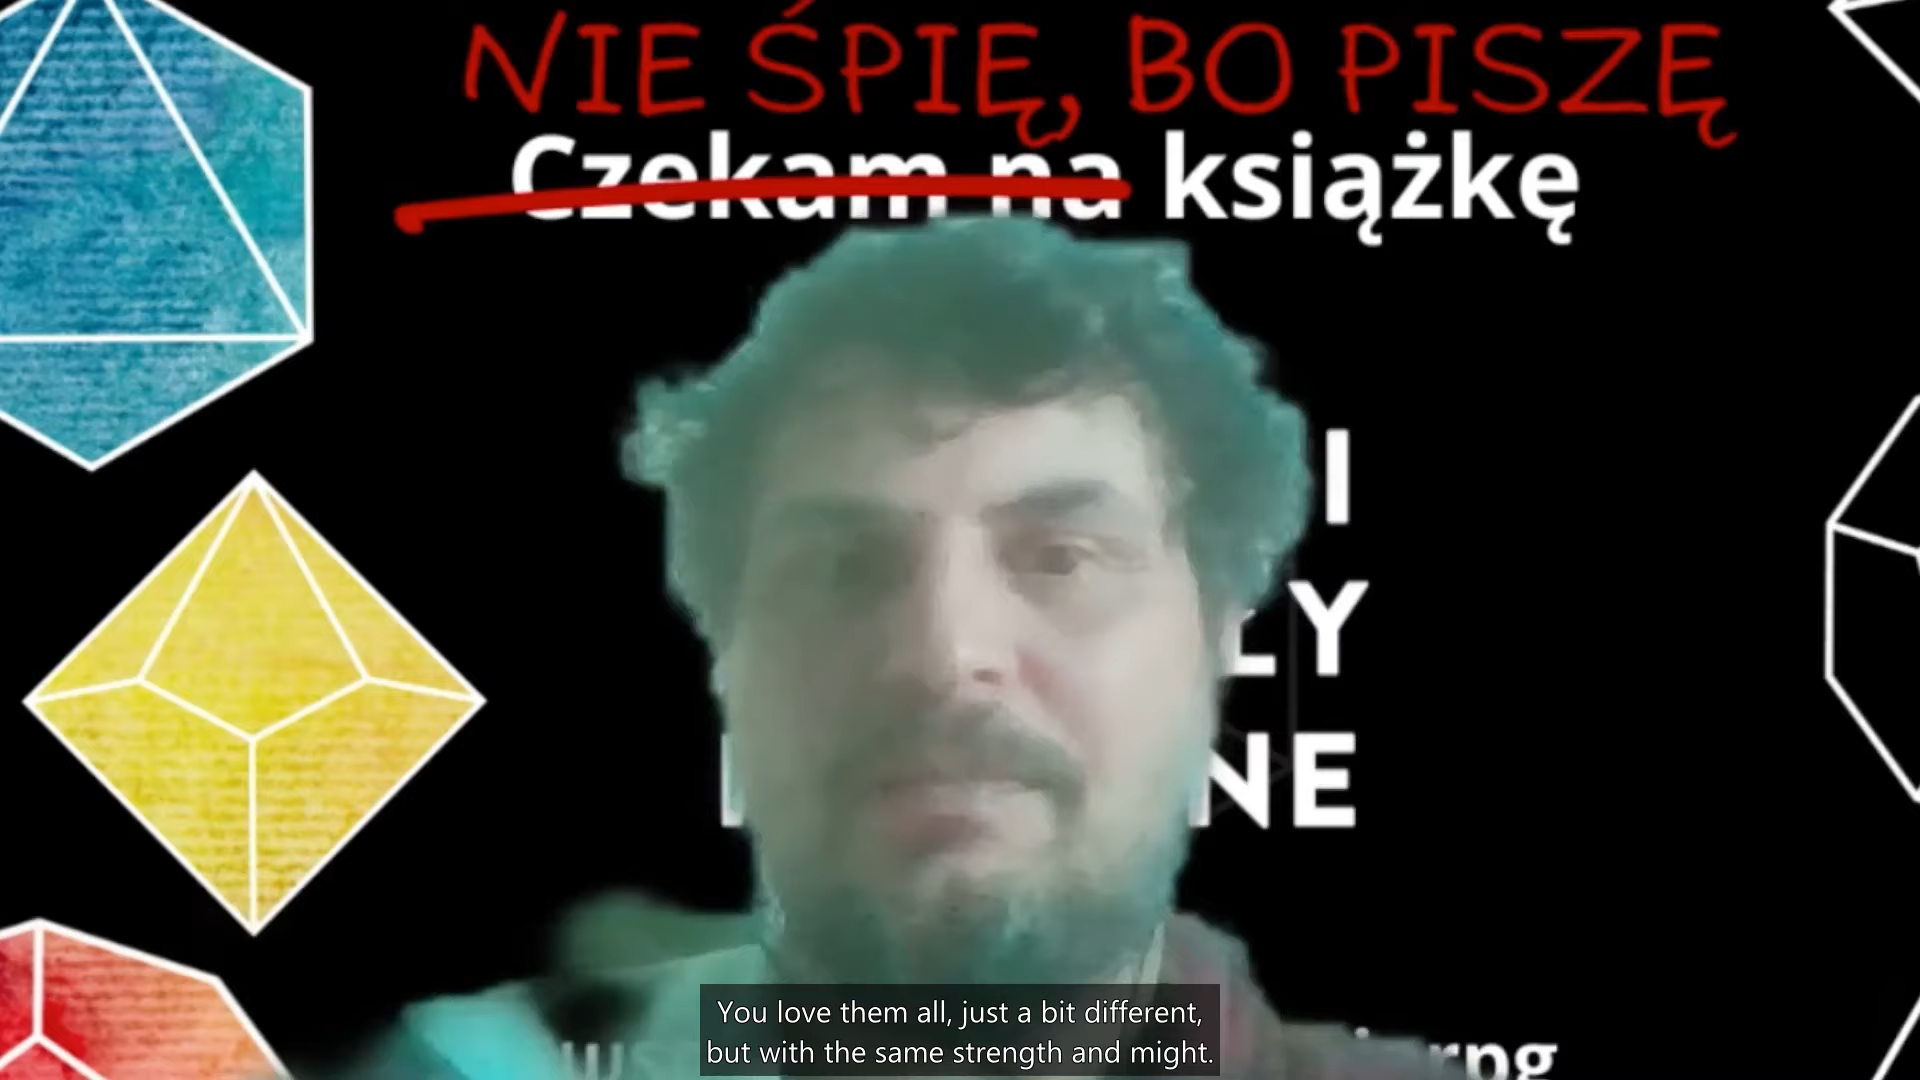 NIE ŚPIĘ, BO PISZĘ
Czekam na książkę
You love them all, just a bit different,
but with the same strength and might.